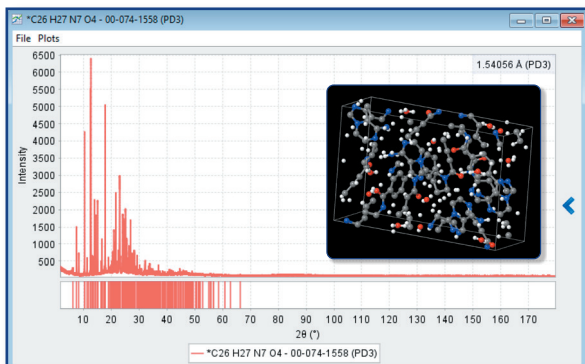 *C26 H27 N7 O4 - 00-074-1558 (PD3)
File Plots
1.54056 Å (PD3)
6500
6000
5500
5000
4500
4000
3500
3000
2500
2000
1500
1000
500
Intensity
10 20 30 40 50 60 70 80 90 100 110 120 130 140 150 160 170
2θ (°)
*C26 H27 N7 O4 - 00-074-1558 (PD3)